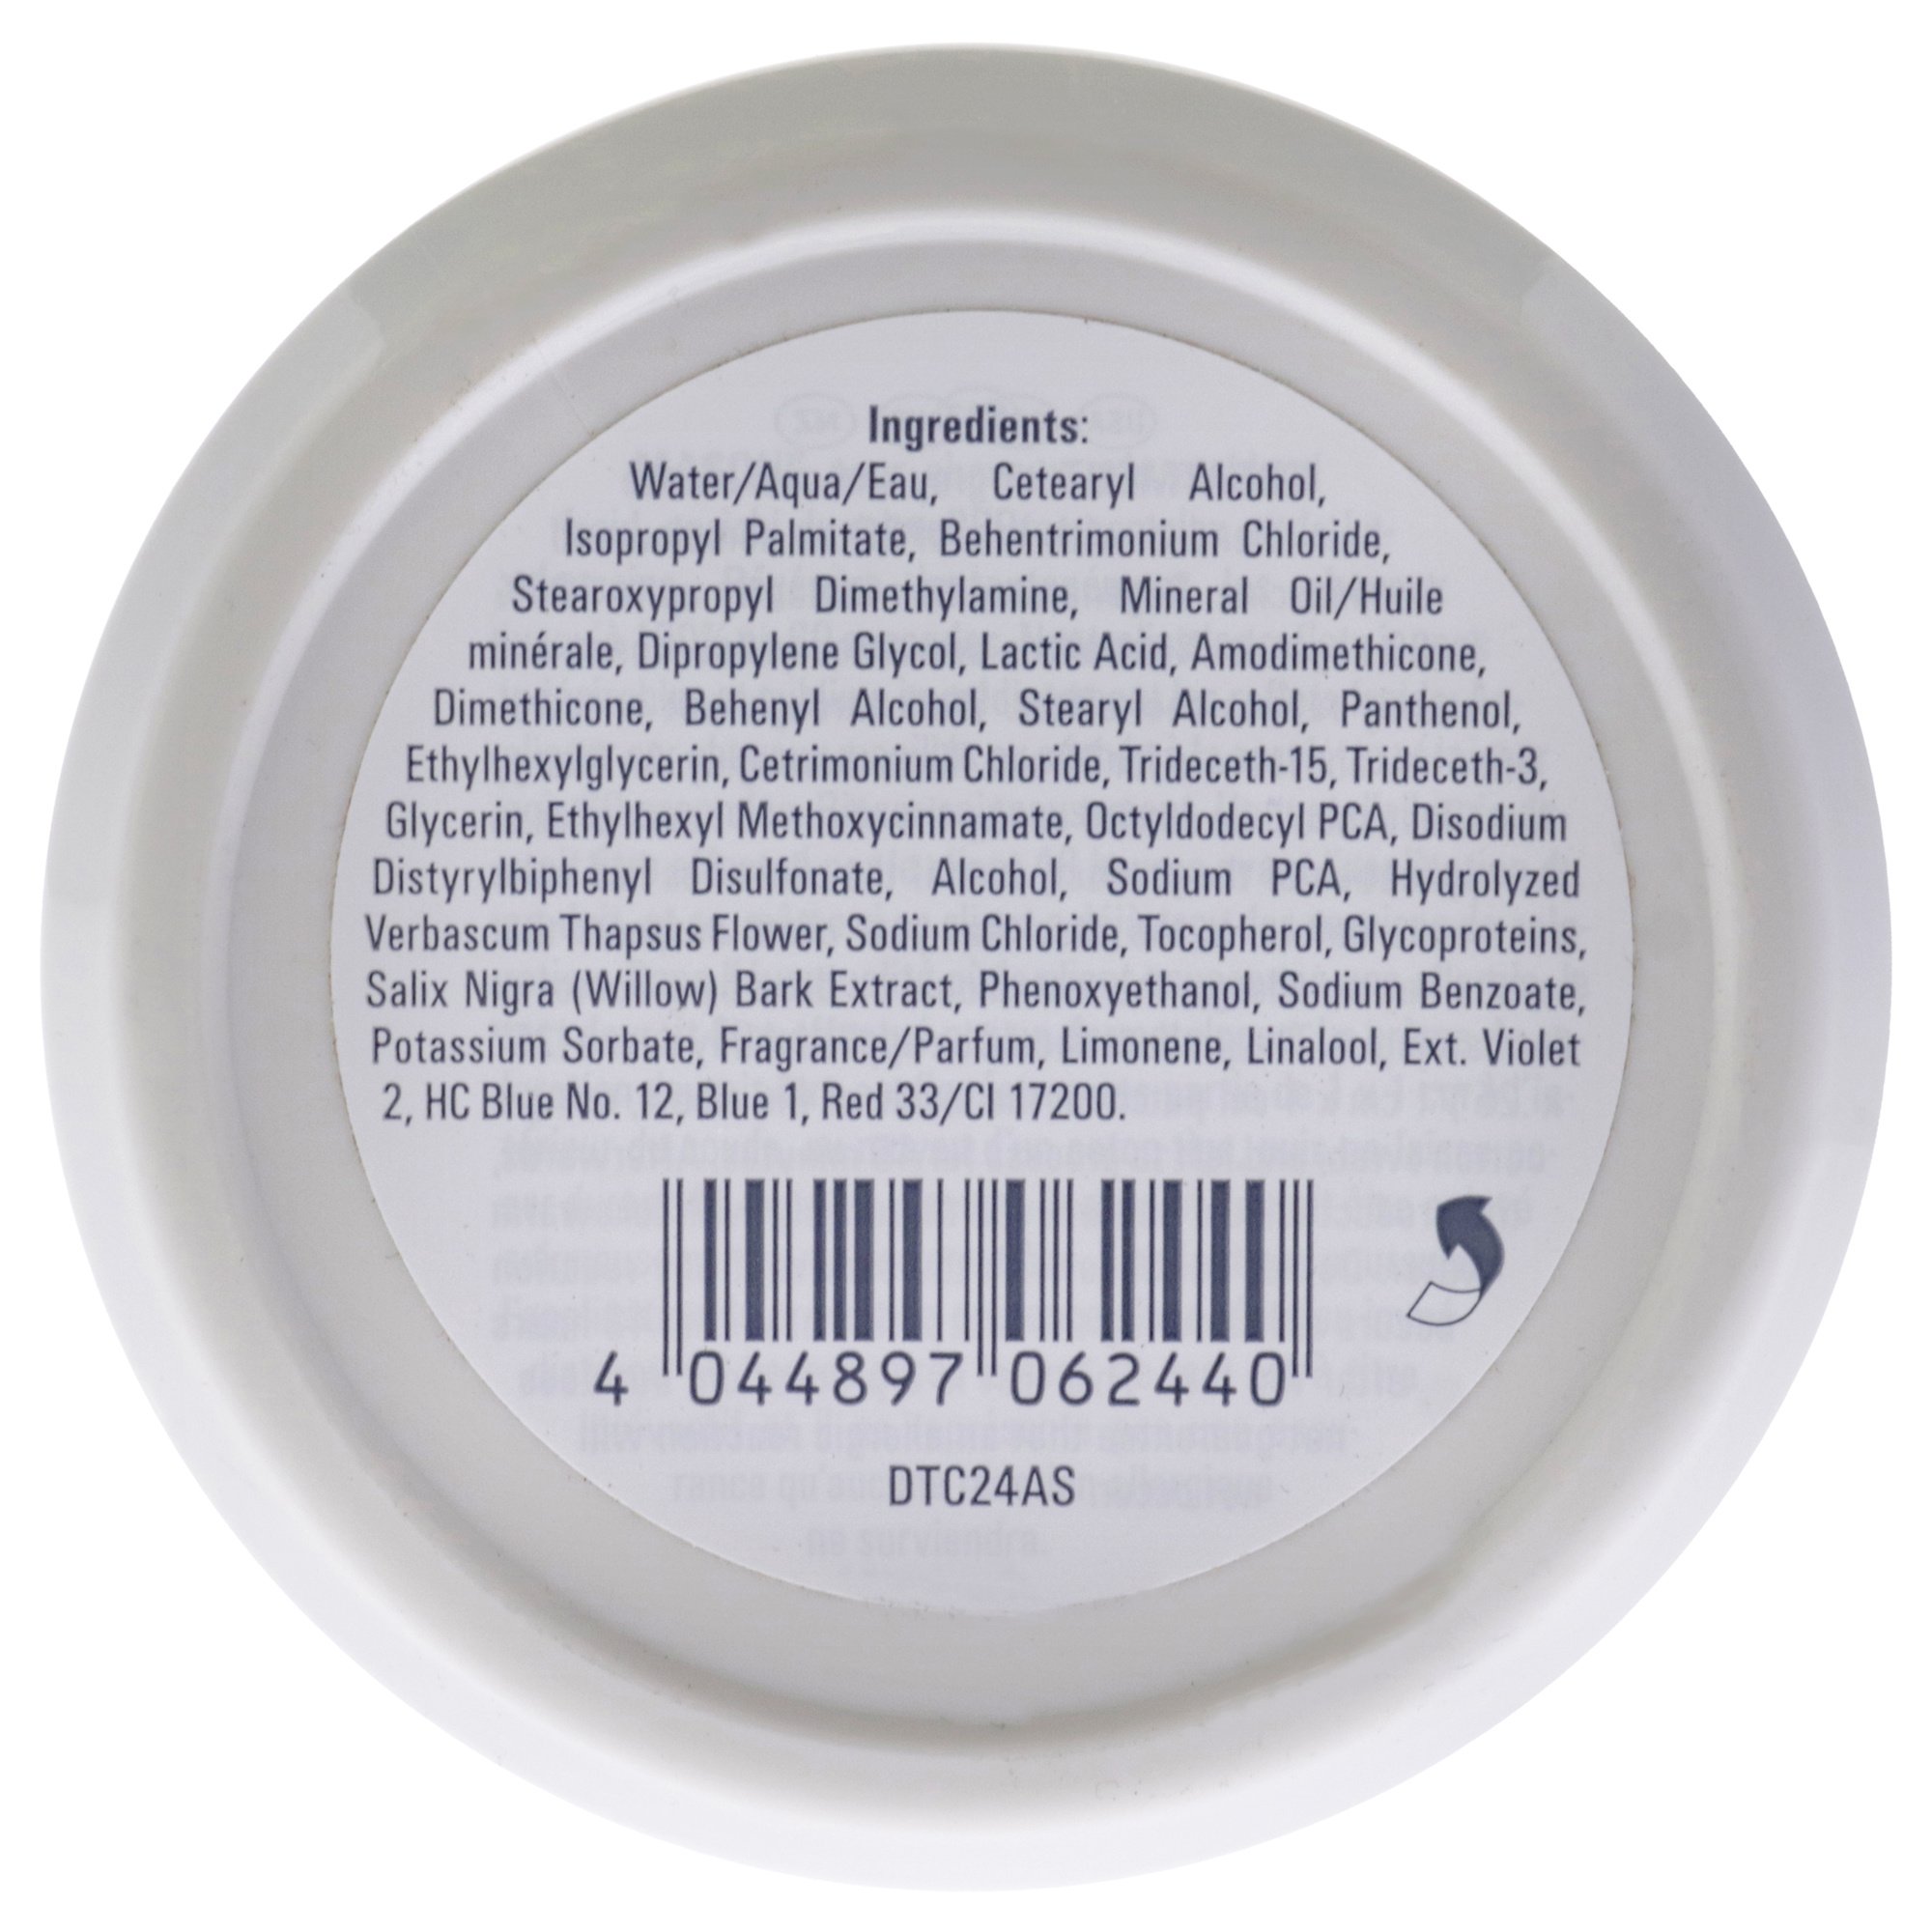 Ingredients:
Water/Aqua/Eau, Cetearyl Alcohol,
Isopropyl Palmitate, Behentrimonium Chloride,
Stearoxypropyl Dimethylamine, Mineral Oil/Huile
minérale, Dipropylene Glycol, Lactic Acid, Amodimethicone,
Dimethicone, Behenyl Alcohol, Stearyl Alcohol, Panthenol,
Ethylhexylglycerin, Cetrimonium Chloride, Trideceth-15, Trideceth-3,
Glycerin, Ethylhexyl Methoxycinnamate, Octyldodecyl PCA, Disodium
Distyrylbiphenyl Disulfonate, Alcohol, Sodium PCA, Hydrolyzed
Verbascum Thapsus Flower, Sodium Chloride, Tocopherol, Glycoproteins,
Salix Nigra (Willow) Bark Extract, Phenoxyethanol, Sodium Benzoate,
Potassium Sorbate, Fragrance/Parfum, Limonene, Linalool, Ext. Violet
2, HC Blue No. 12, Blue 1, Red 33/CI 17200.
4 044897 062440
DTC24AS
ne surviendra.